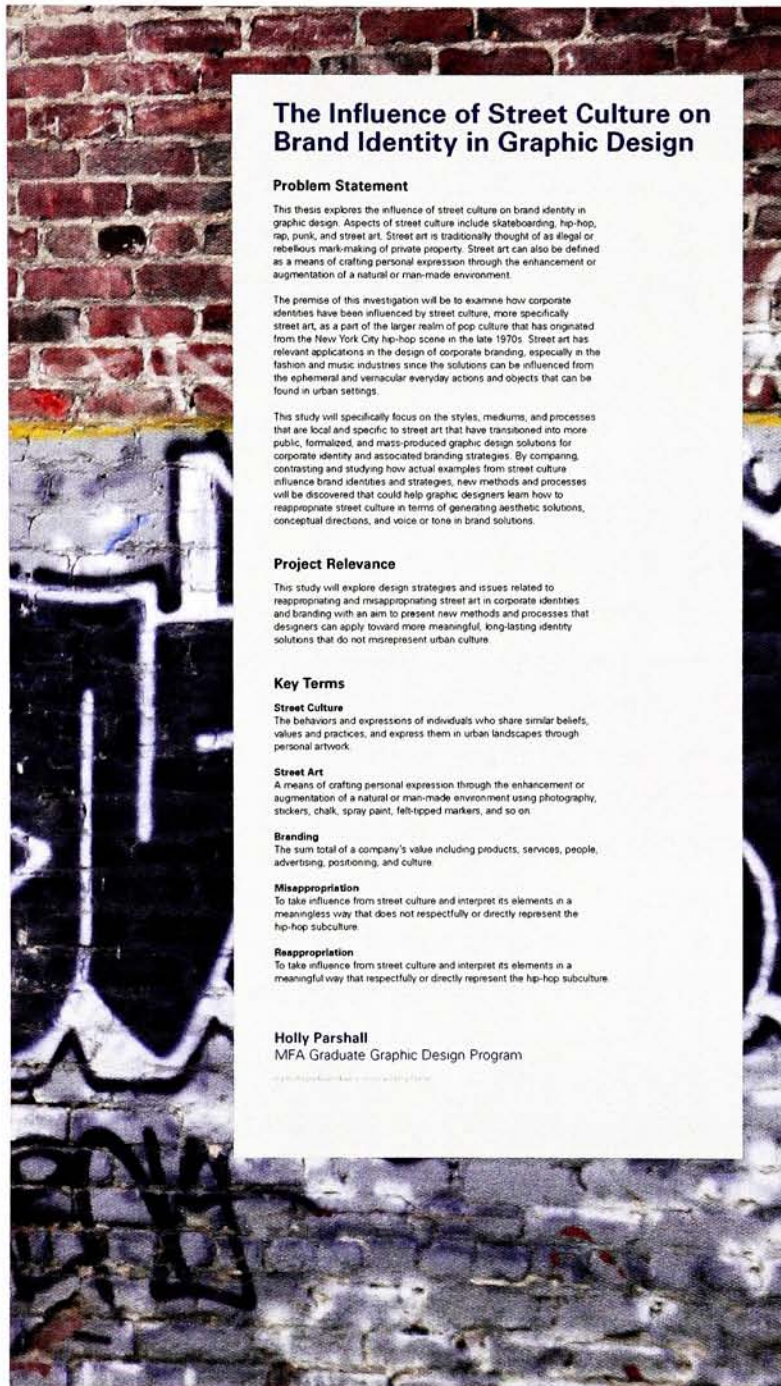 The Influence of Street Culture on
Brand Identity in Graphic Design
Problem Statement
This thesis explores the influence of street culture on brand identity in
graphic design. Aspects of street culture include skateboarding, hip-hop,
rap, punk, and street art. Street art is traditionally thought of as illegal or
rebellious mark-making of private property. Street art can also be defined
as a means of crafting personal expression through the enhancement or
augmentation of a natural or man-made environment.
The premise of this investigation will be to examine how corporate
identities have been influenced by street culture, more specifically
street art, as a part of the larger realm of pop culture that has originated
from the New York City hip-hop scene in the late 1970s. Street art has
relevant applications in the design of corporate branding, especially in the
fashion and music industries since the solutions can be influenced from
the ephemeral and vernacular everyday actions and objects that can be
found in urban settings.
This study will specifically focus on the styles, mediums, and processes
that are local and specific to street art that have transitioned into more
public, formalized, and mass-produced graphic design solutions for
corporate identity and associated branding strategies. By comparing,
contrasting and studying how actual examples from street culture
influence brand identities and strategies, new methods and processes
will be discovered that could help graphic designers learn how to
reappropriate street culture in terms of generating aesthetic solutions,
conceptual directions, and voice or tone in brand solutions.
Project Relevance
This study will explore design strategies and issues related to
reappropriating and misappropriating street art in corporate identities
and branding with an aim to present new methods and processes that
designers can apply toward more meaningful, long-lasting identity
solutions that do not misrepresent urban culture.
Key Terms
Street Culture
The behaviors and expressions of individuals who share similar beliefs,
values and practices, and express them in urban landscapes through
personal artwork.
Street Art
A means of crafting personal expression through the enhancement or
augmentation of a natural or man-made environment using photography,
stickers, chalk, spray paint, felt-tipped markers, and so on.
Branding
The sum total of a company's value including products, services, people,
advertising, positioning, and culture.
Misappropriation
To take influence from street culture and interpret its elements in a
meaningless way that does not respectfully or directly represent the
hip-hop subculture.
Reappropriation
To take influence from street culture and interpret its elements in a
meaningful way that respectfully or directly represent the hip-hop subculture.
Holly Parshall
MFA Graduate Graphic Design Program